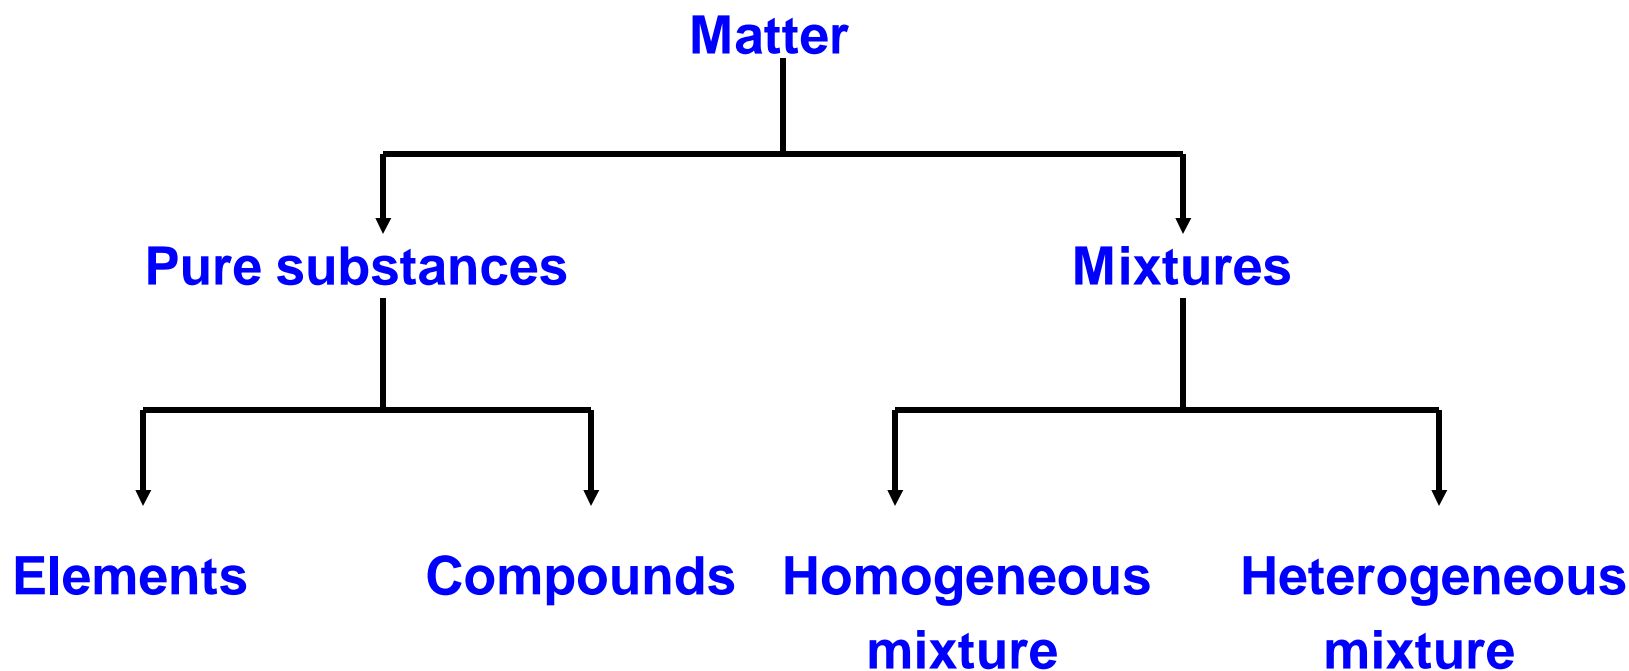 Matter
Pure substances
Mixtures
Elements
Compounds
Homogeneous
mixture
Heterogeneous
mixture